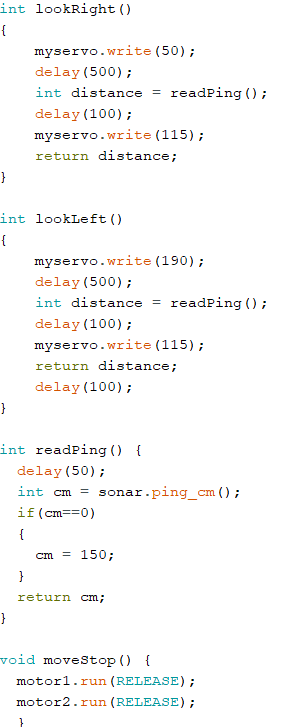 int lookRight()
{
    myservo.write(50);
    delay(500);
    int distance = readPing();
    delay(100);
    myservo.write(115);
    return distance;
}

int lookLeft()
{
    myservo.write(190);
    delay(500);
    int distance = readPing();
    delay(100);
    myservo.write(115);
    return distance;
    delay(100);
}

int readPing() {
  delay(50);
  int cm = sonar.ping_cm();
  if(cm==0)
  {
    cm = 150;
  }
  return cm;
}

void moveStop() {
  motor1.run(RELEASE);
  motor2.run(RELEASE);
  }